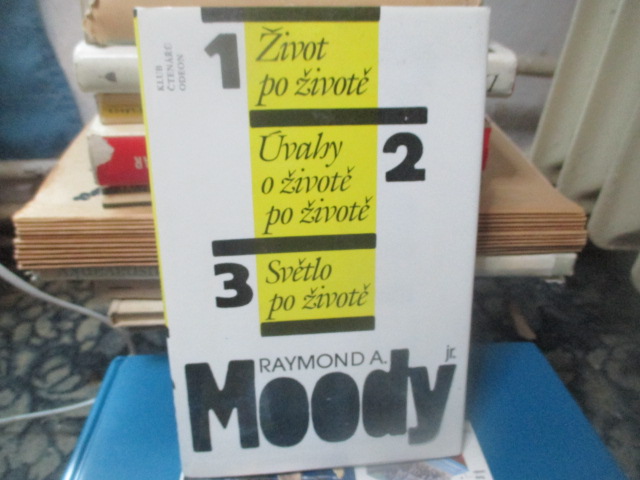 KLUB
ČTENÁŘŮ
ODEON
1
Život
po životě
2
Úvahy
o životě
po životě
3
Světlo
po životě
RAYMOND A.
Moody jr.